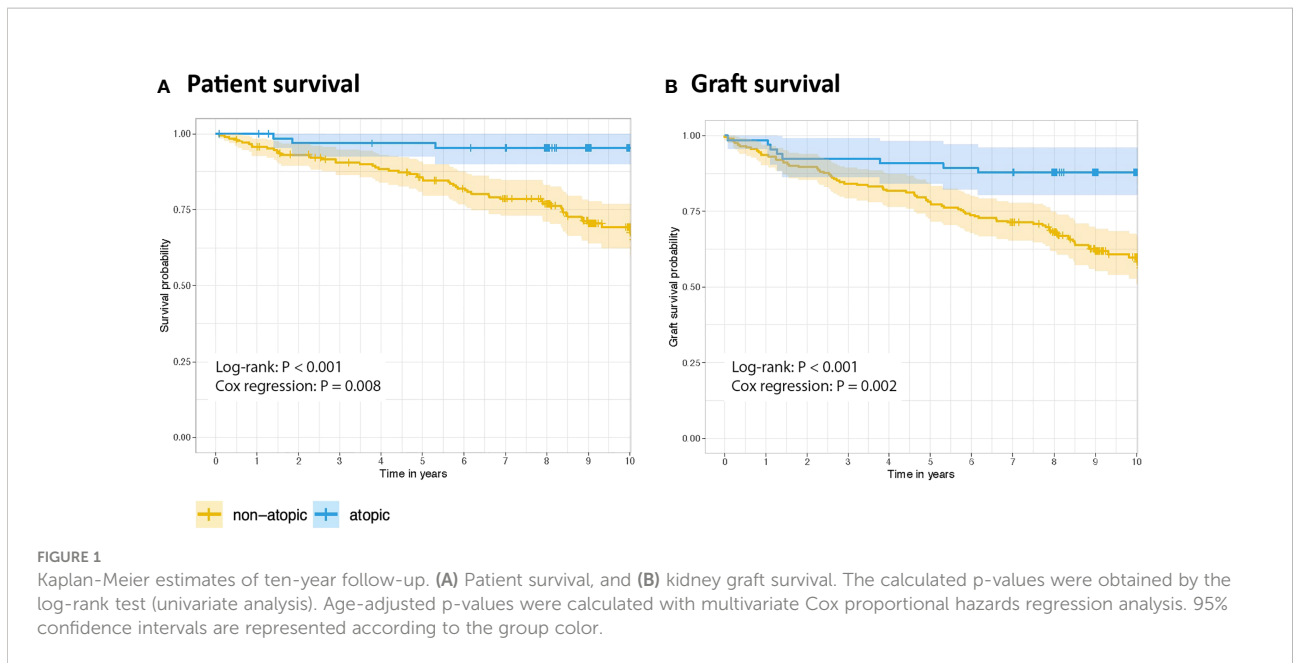 A Patient survival
1.00
0.75
0.50
0.25
0.00
Survival probability
Log-rank: P < 0.001
Cox regression: P = 0.008
0 1 2 3 4 5 6 7 8 9 10
Time in years
B Graft survival
1.00
0.75
0.50
0.25
0.00
Graft survival probability
Log-rank: P < 0.001
Cox regression: P = 0.002
0 1 2 3 4 5 6 7 8 9 10
Time in years
non–atopic atopic
FIGURE 1
Kaplan-Meier estimates of ten-year follow-up. (A) Patient survival, and (B) kidney graft survival. The calculated p-values were obtained by the
log-rank test (univariate analysis). Age-adjusted p-values were calculated with multivariate Cox proportional hazards regression analysis. 95%
confidence intervals are represented according to the group color.